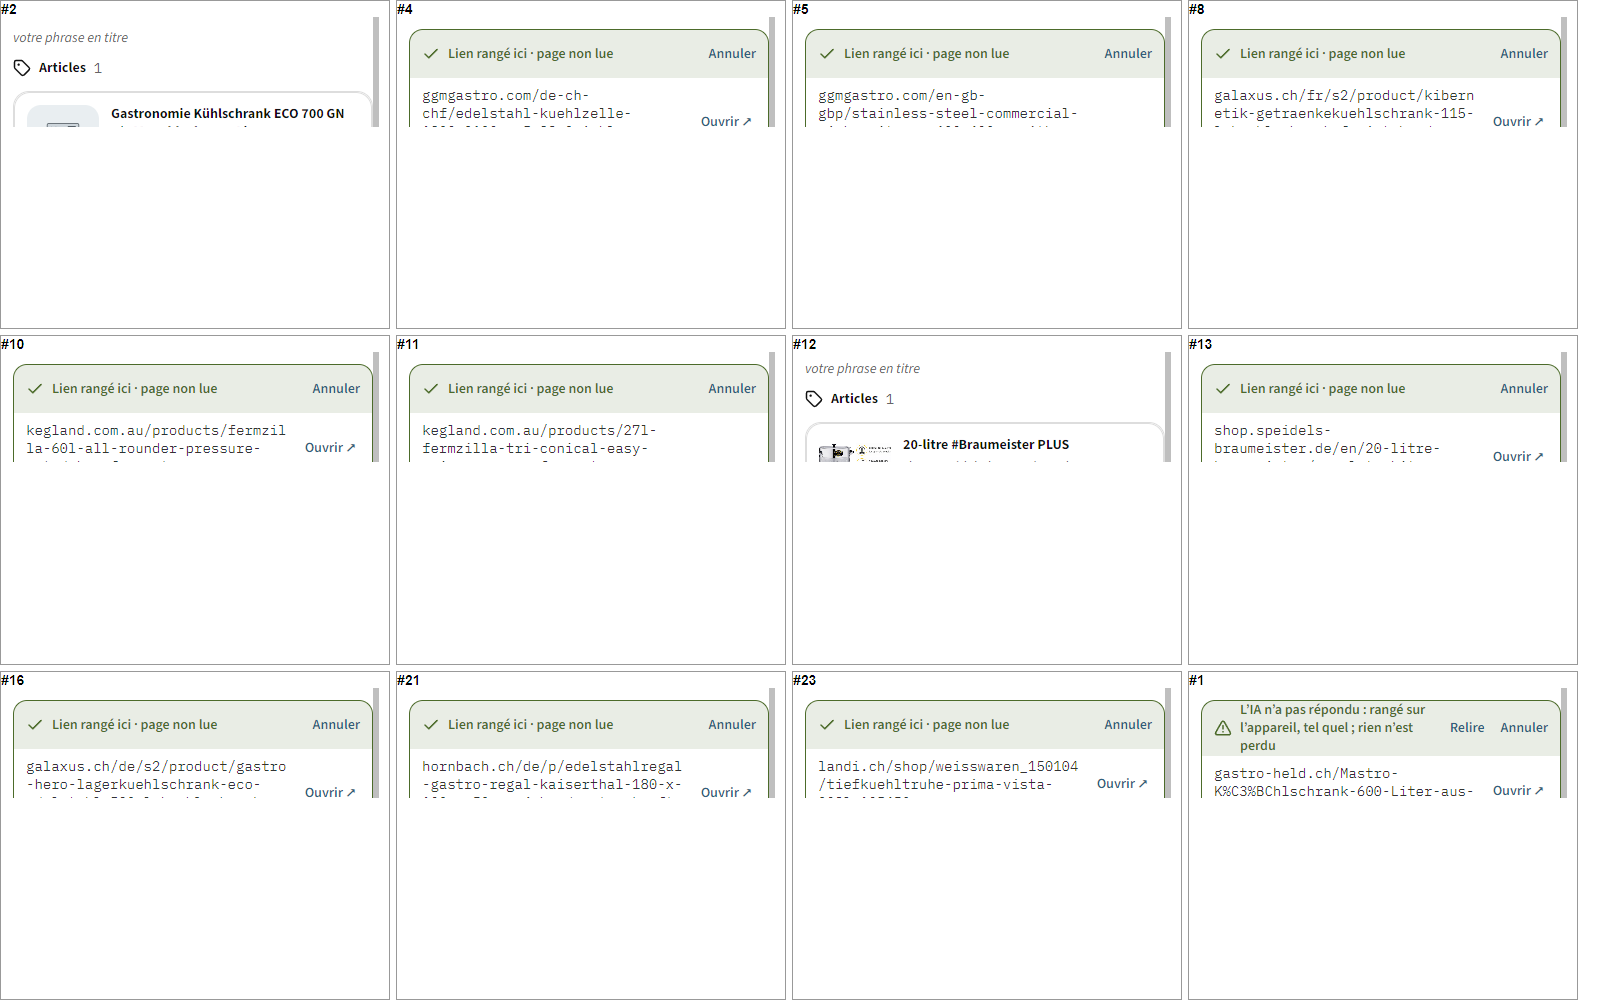 #2
votre phrase en titre
Articles 1
Gastronomie Kühlschrank ECO 700 GN
#4
Lien rangé ici · page non lue Annuler
ggmgastro.com/de-ch-
chf/edelstahl-kuehlzelle-
Ouvrir ↗
#5
Lien rangé ici · page non lue Annuler
ggmgastro.com/en-gb-
gbp/stainless-steel-commercial-
Ouvrir ↗
#8
Lien rangé ici · page non lue Annuler
galaxus.ch/fr/s2/product/kibern
etik-getraenkekuehlschrank-115-
Ouvrir ↗
#10
Lien rangé ici · page non lue Annuler
kegland.com.au/products/fermzil
la-60l-all-rounder-pressure-
Ouvrir ↗
#11
Lien rangé ici · page non lue Annuler
kegland.com.au/products/27l-
fermzilla-tri-conical-easy-
#12
votre phrase en titre
Articles 1
20-litre #Braumeister PLUS
#13
Lien rangé ici · page non lue Annuler
shop.speidels-
braumeister.de/en/20-litre-
Ouvrir ↗
#16
Lien rangé ici · page non lue Annuler
galaxus.ch/de/s2/product/gastro
-hero-lagerkuehlschrank-eco-
Ouvrir ↗
#21
Lien rangé ici · page non lue Annuler
hornbach.ch/de/p/edelstahlregal
-gastro-regal-kaiserthal-180-x-
Ouvrir ↗
#23
Lien rangé ici · page non lue Annuler
landi.ch/shop/weisswaren_150104
/tiefkuehltruhe-prima-vista-
Ouvrir ↗
#1
L'IA n'a pas répondu : rangé sur
l'appareil, tel quel ; rien n'est
perdu
Relire Annuler
gastro-held.ch/Mastro-
K%C3%BChlschrank-600-Liter-aus-
Ouvrir ↗